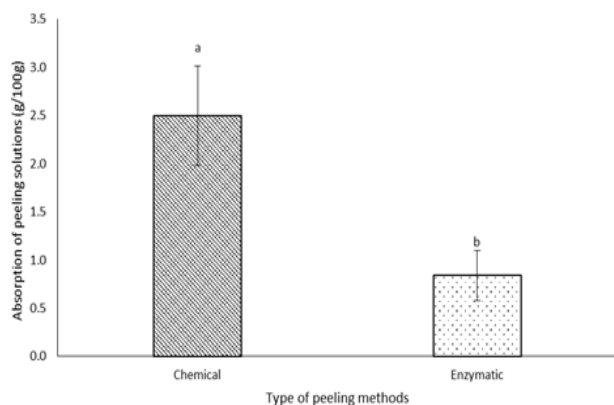 Absorption of peeling solutions (g/100g)
3.5
3.0
2.5
2.0
1.5
1.0
0.5
0.0
a
b
Chemical
Enzymatic
Type of peeling methods